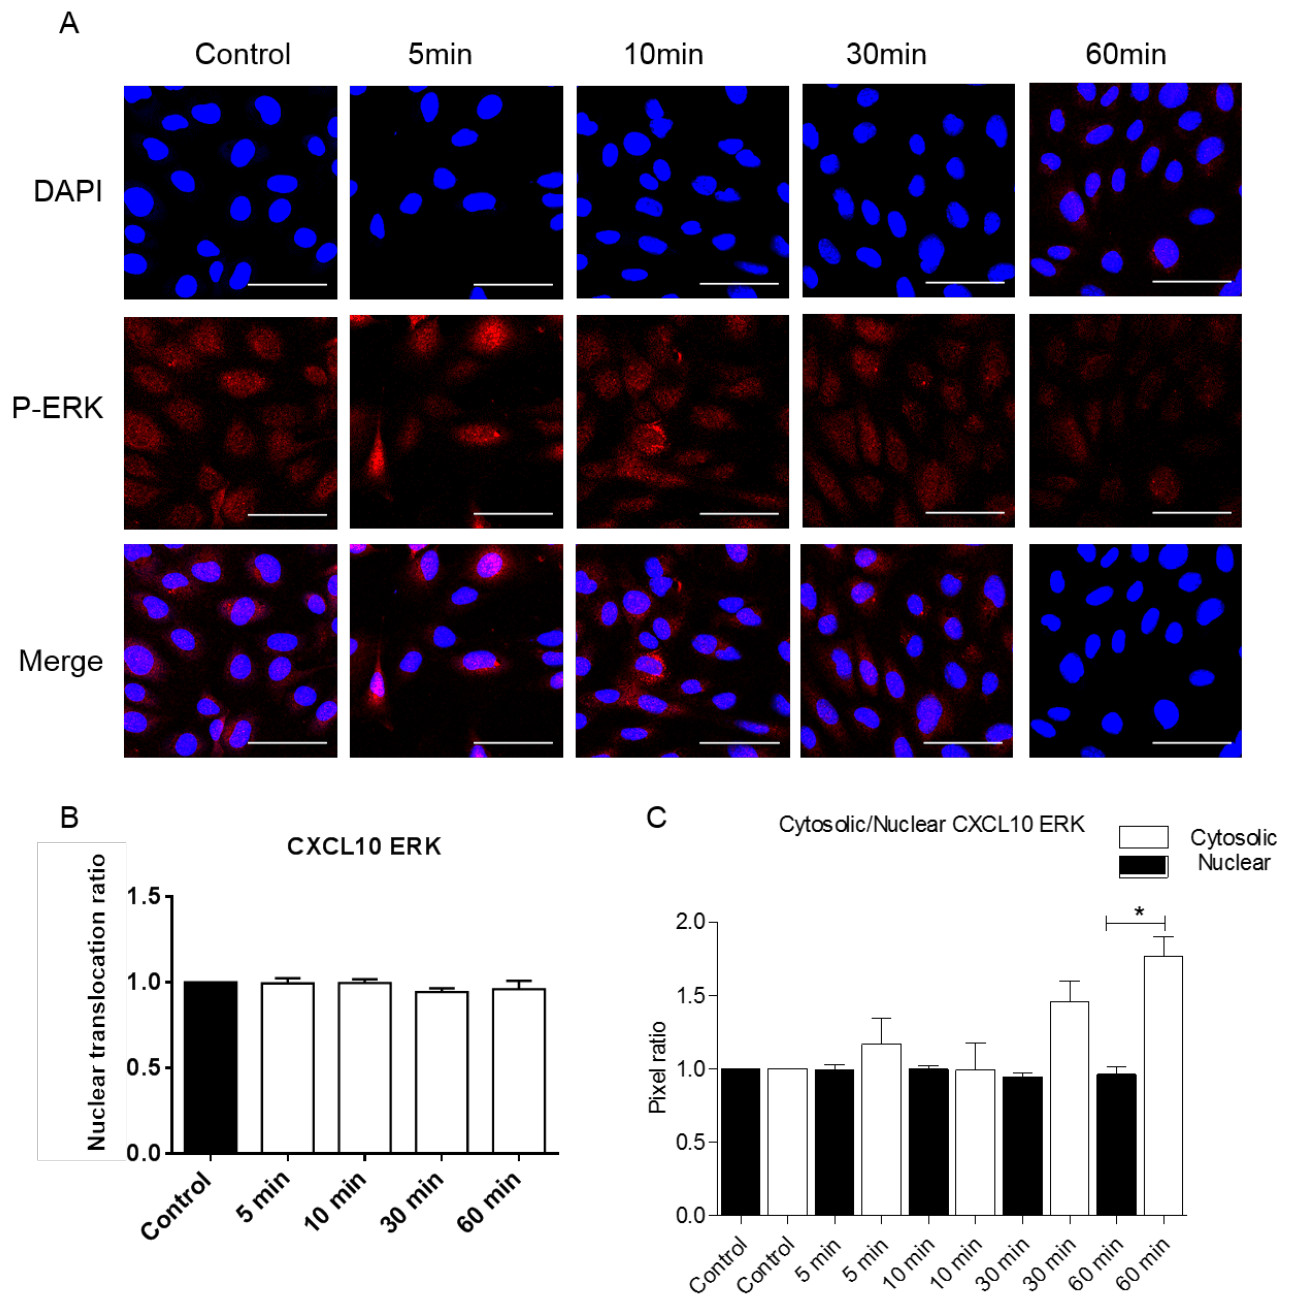 A
Control 5min 10min 30min 60min
DAPI
P-ERK
Merge
B
CXCL10 ERK
Nuclear translocation ratio
1.5
1.0
0.5
0.0
Control 5 min 10 min 30 min 60 min
C
Cytosolic/Nuclear CXCL10 ERK
Cytosolic
Nuclear
*
Pixel ratio
2.0
1.5
1.0
0.5
0.0
Control Control 5 min 5 min 10 min 10 min 30 min 30 min 60 min 60 min